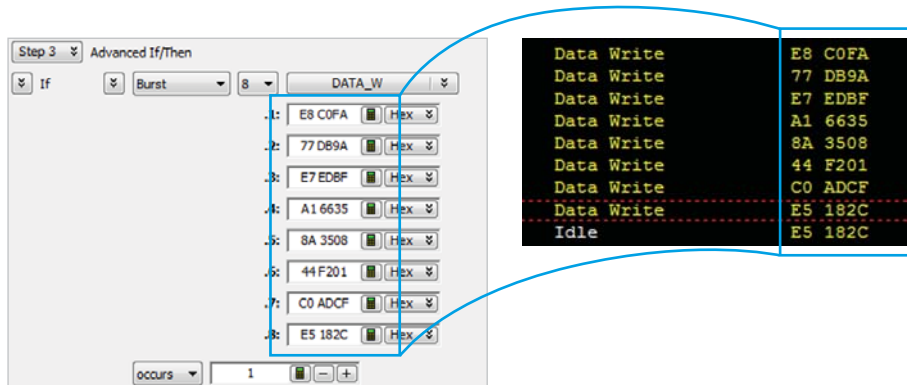 Step 3 Advanced If/Then
If Burst 8 DATA_W
.1: E8 C0FA Hex
.2: 77 DB9A Hex
.3: E7 EDBF Hex
.4: A1 6635 Hex
.5: 8A 3508 Hex
.6: 44 F201 Hex
.7: C0 ADCF Hex
.8: E5 182C Hex
occurs 1 - +
Data Write E8 C0FA
Data Write 77 DB9A
Data Write E7 EDBF
Data Write A1 6635
Data Write 8A 3508
Data Write 44 F201
Data Write C0 ADCF
Data Write E5 182C
Idle E5 182C